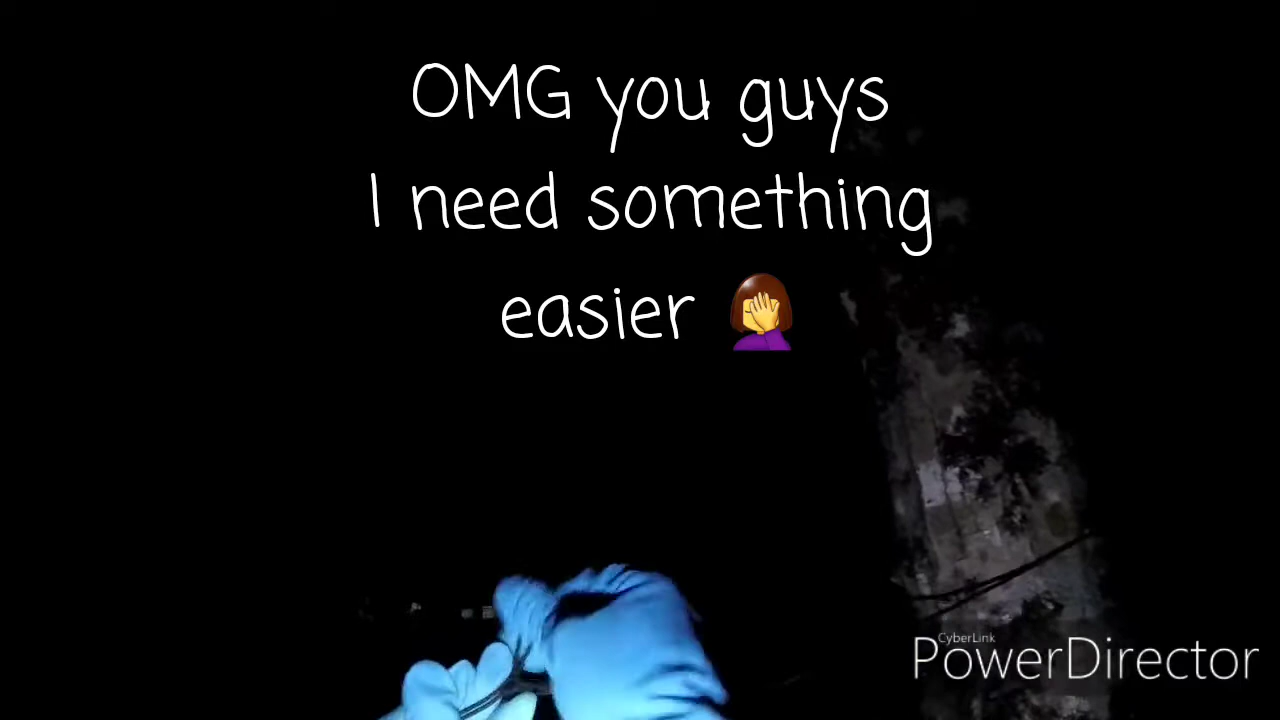 OMG you guys
I need something
easier 🤦‍♀️
CyberLink
PowerDirector